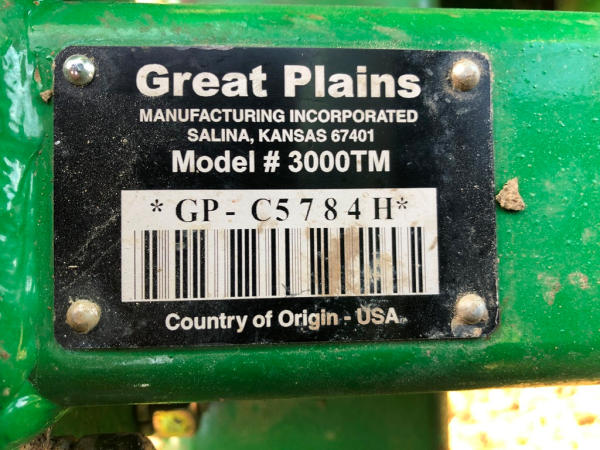 Great Plains
MANUFACTURING INCORPORATED
SALINA, KANSAS 67401
Model # 3000TM
*GP-C5784H*
Country of Origin - USA